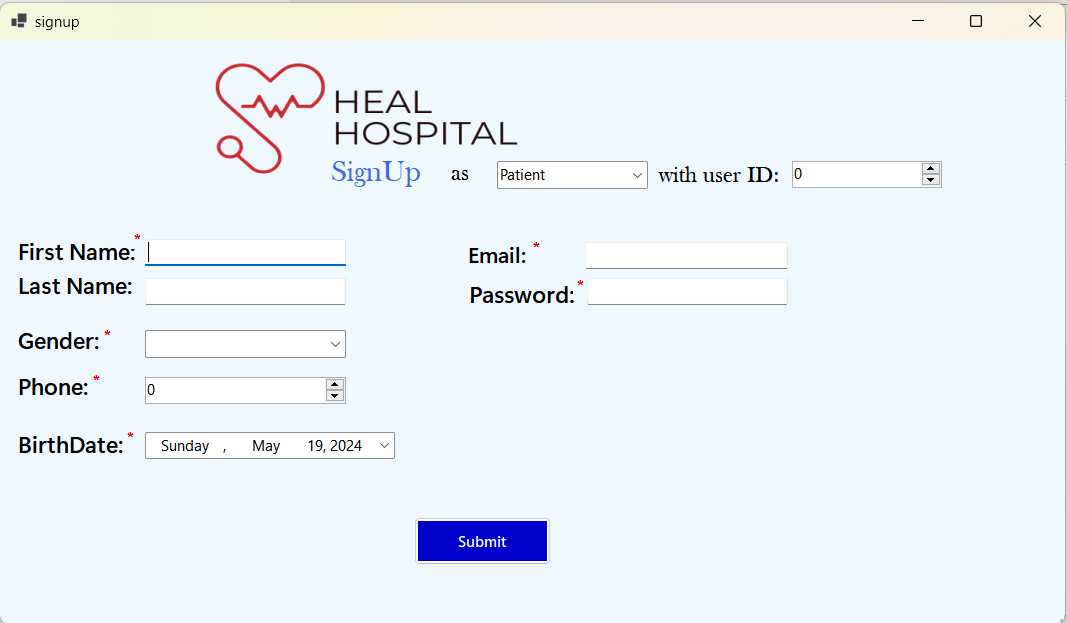 signup
HEAL
HOSPITAL
SignUp as Patient with user ID: 0
First Name: *
Email: *
Last Name:
Password: *
Gender: *
Phone: * 0
BirthDate: * Sunday , May 19, 2024
Submit